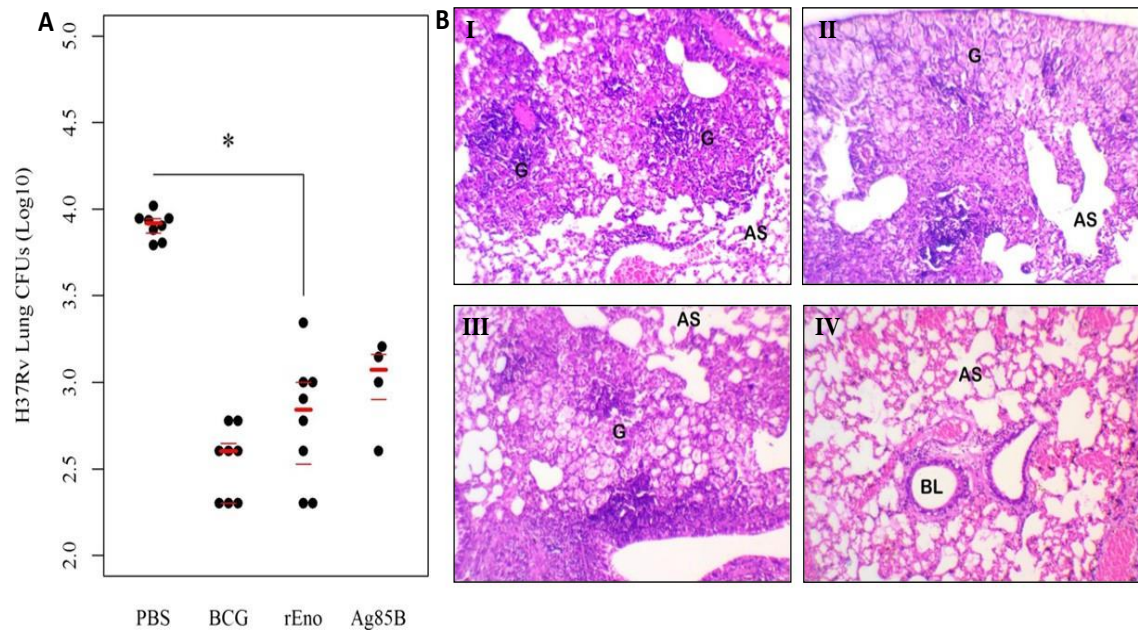 A
H37Rv Lung CFUs (Log10)
5.0
4.5
4.0
3.5
3.0
2.5
2.0
*
PBS BCG rEno Ag85B
B
I
G
G
AS
II
G
AS
III
AS
G
IV
AS
BL